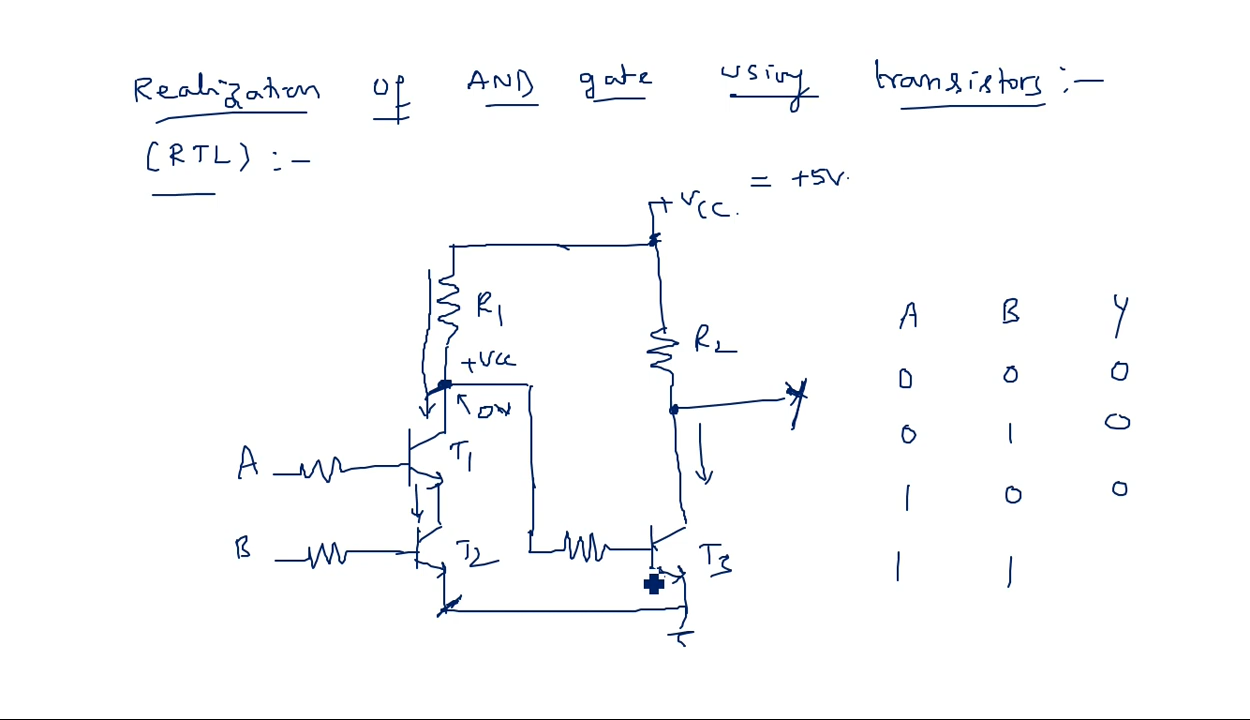 Realization of AND gate using transistors :-
(RTL) :-
+VCC. = +5V.
R1
R2
+VCC
0V
A
T1
B
T2
T3
Y
A B Y
0 0 0
0 1 0
1 0 0
1 1